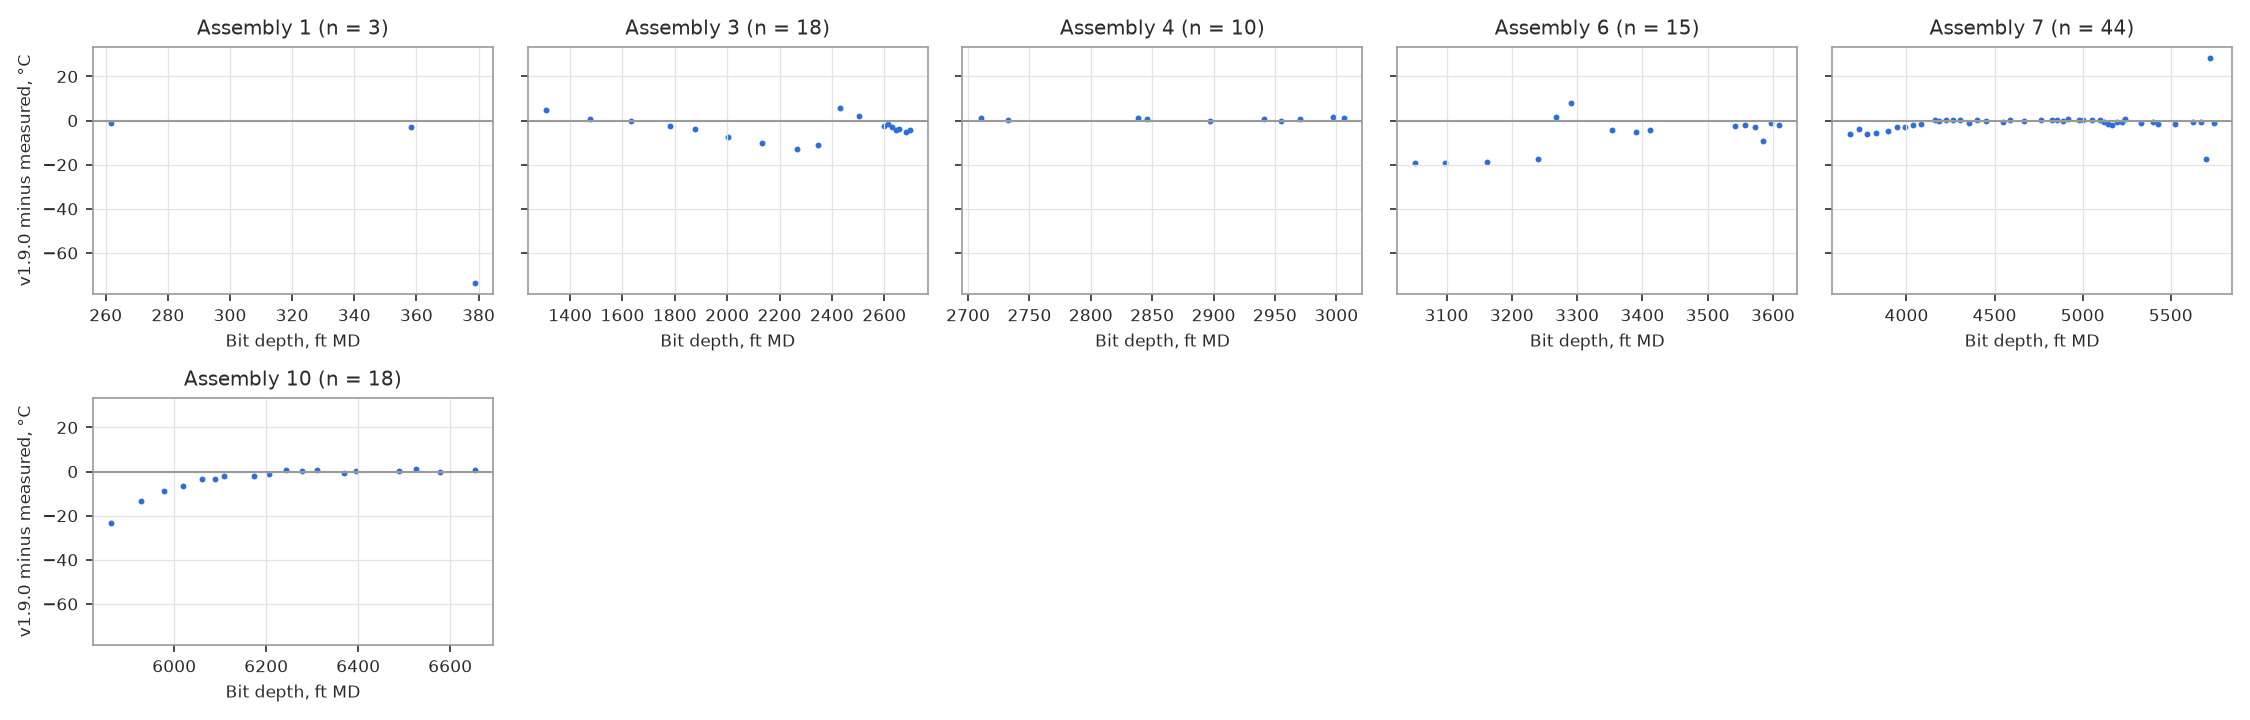 Assembly 1 (n = 3)
Assembly 3 (n = 18)
Assembly 4 (n = 10)
Assembly 6 (n = 15)
Assembly 7 (n = 44)
v1.9.0 minus measured, °C
20
0
−20
−40
−60
260 280 300 320 340 360 380
1400 1600 1800 2000 2200 2400 2600
2700 2750 2800 2850 2900 2950 3000
3100 3200 3300 3400 3500 3600
4000 4500 5000 5500
Bit depth, ft MD
Bit depth, ft MD
Bit depth, ft MD
Bit depth, ft MD
Bit depth, ft MD
Assembly 10 (n = 18)
v1.9.0 minus measured, °C
20
0
−20
−40
−60
6000 6200 6400 6600
Bit depth, ft MD